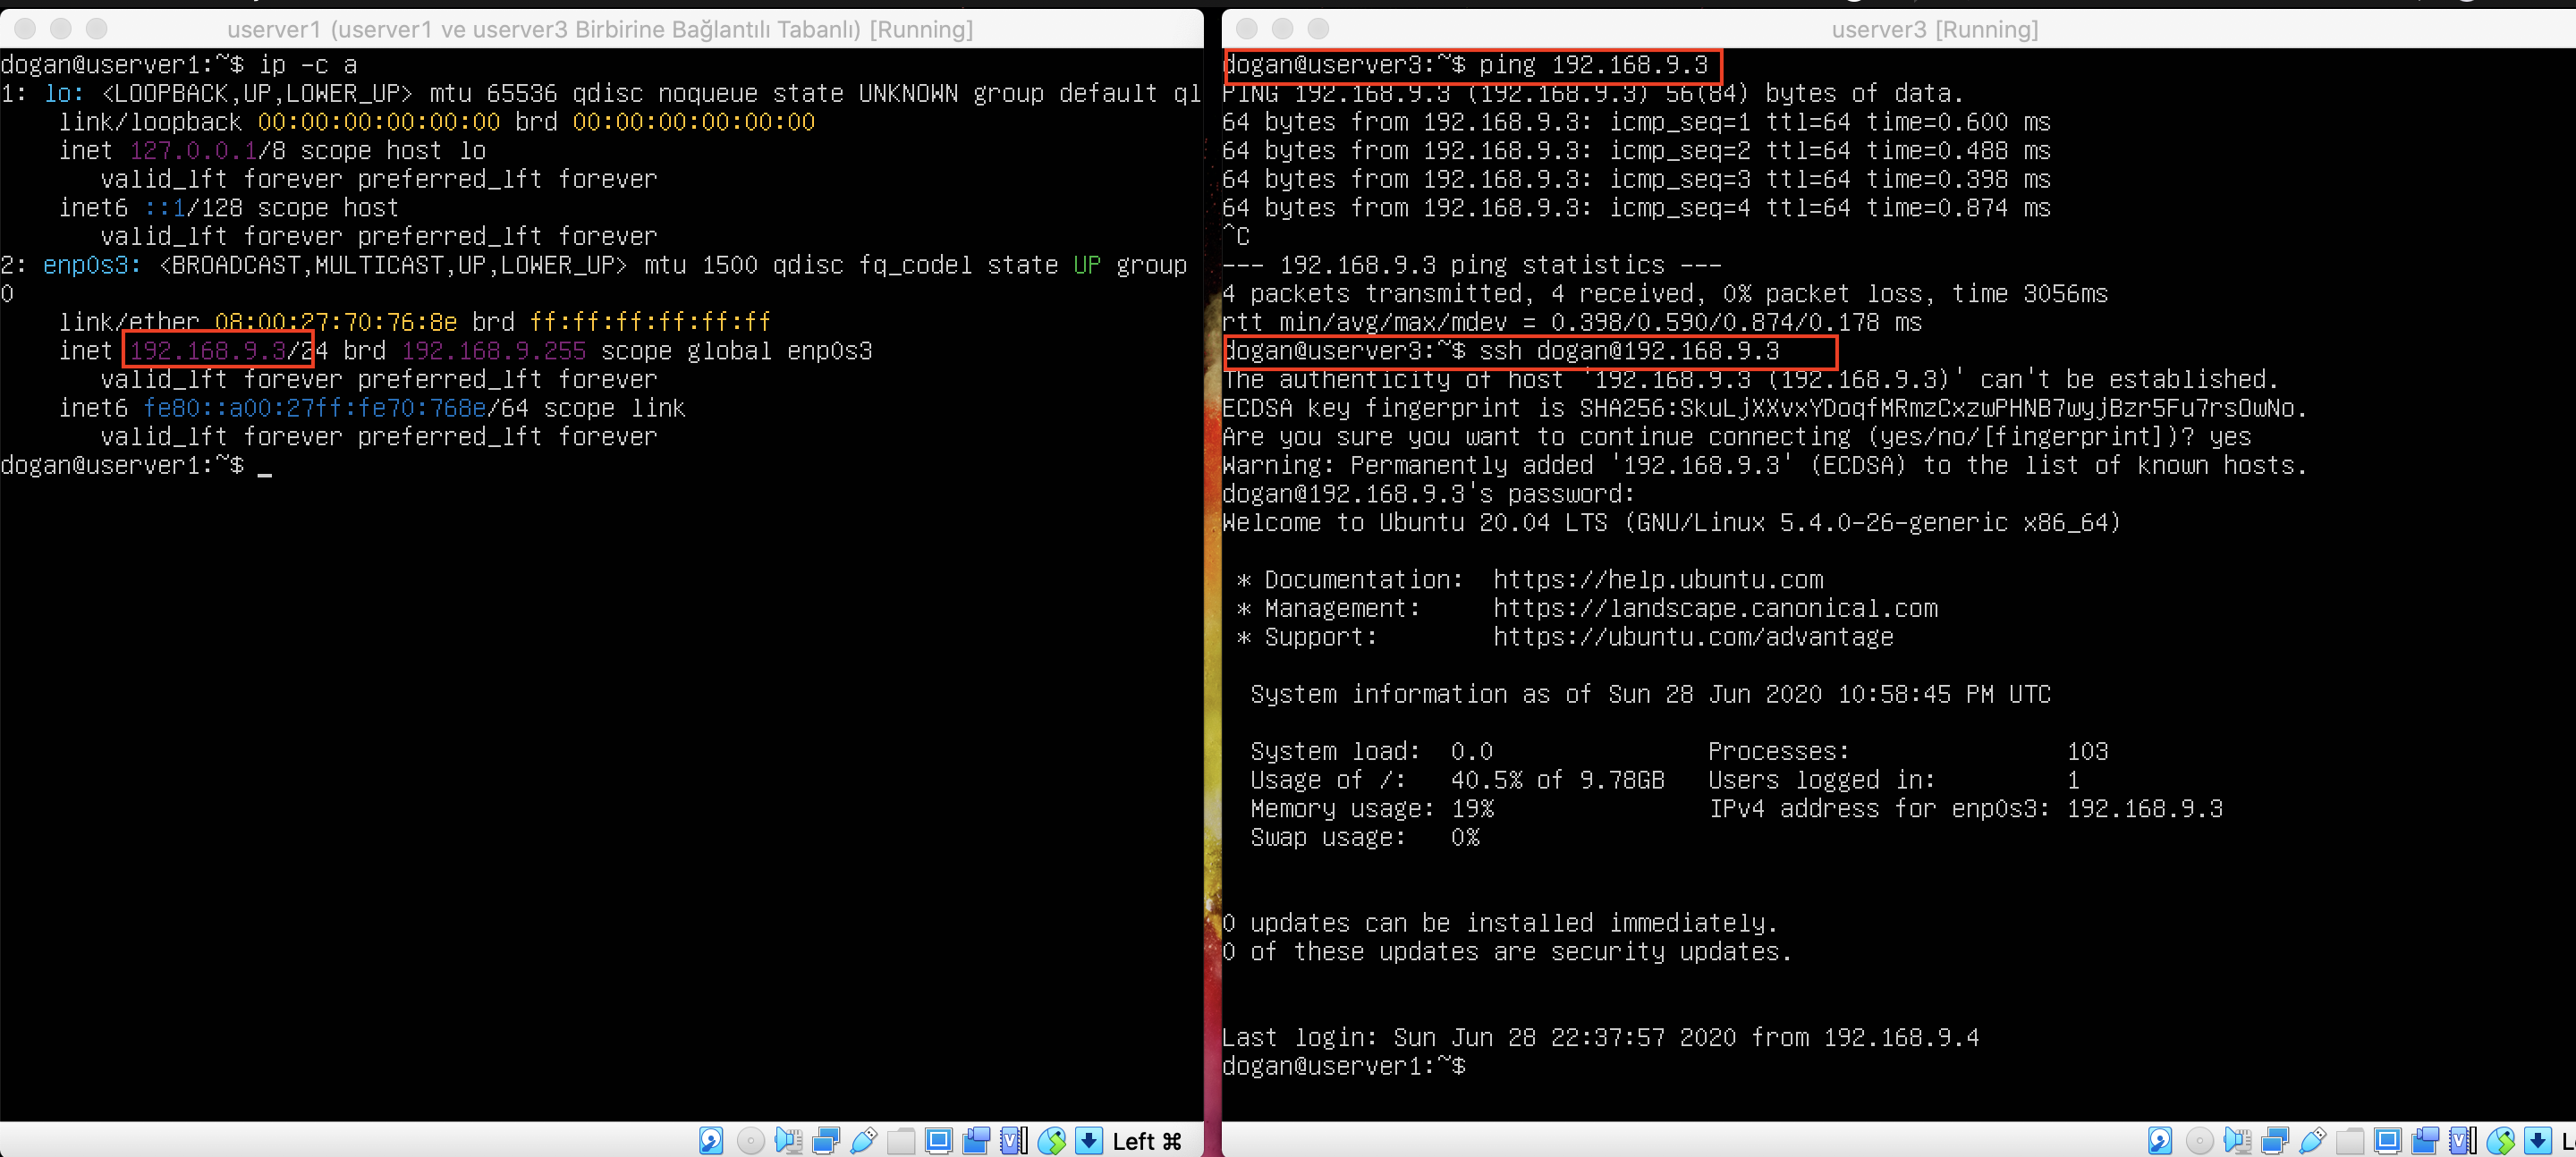 userver1 (userver1 ve userver3 Birbirine Bağlantılı Tabanlı) [Running]
dogan@userver1:~$ ip -c a
1: lo: <LOOPBACK,UP,LOWER_UP> mtu 65536 qdisc noqueue state UNKNOWN group default ql
link/loopback 00:00:00:00:00:00 brd 00:00:00:00:00:00
inet 127.0.0.1/8 scope host lo
valid_lft forever preferred_lft forever
inet6 ::1/128 scope host
valid_lft forever preferred_lft forever
2: enp0s3: <BROADCAST,MULTICAST,UP,LOWER_UP> mtu 1500 qdisc fq_codel state UP group
0
link/ether 08:00:27:70:76:8e brd ff:ff:ff:ff:ff:ff
inet 192.168.9.3/24 brd 192.168.9.255 scope global enp0s3
valid_lft forever preferred_lft forever
inet6 fe80::a00:27ff:fe70:768e/64 scope link
valid_lft forever preferred_lft forever
dogan@userver1:~$ _
Left ⌘
userver3 [Running]
dogan@userver3:~$ ping 192.168.9.3
PING 192.168.9.3 (192.168.9.3) 56(84) bytes of data.
64 bytes from 192.168.9.3: icmp_seq=1 ttl=64 time=0.600 ms
64 bytes from 192.168.9.3: icmp_seq=2 ttl=64 time=0.488 ms
64 bytes from 192.168.9.3: icmp_seq=3 ttl=64 time=0.398 ms
64 bytes from 192.168.9.3: icmp_seq=4 ttl=64 time=0.874 ms
^C
--- 192.168.9.3 ping statistics ---
4 packets transmitted, 4 received, 0% packet loss, time 3056ms
rtt min/avg/max/mdev = 0.398/0.590/0.874/0.178 ms
dogan@userver3:~$ ssh dogan@192.168.9.3
The authenticity of host '192.168.9.3 (192.168.9.3)' can't be established.
ECDSA key fingerprint is SHA256:SkuLjXXvxYDoqfMRmzCxzwPHNB7wyjBzr5Fu7rsOwNo.
Are you sure you want to continue connecting (yes/no/[fingerprint])? yes
Warning: Permanently added '192.168.9.3' (ECDSA) to the list of known hosts.
dogan@192.168.9.3's password:
Welcome to Ubuntu 20.04 LTS (GNU/Linux 5.4.0-26-generic x86_64)
* Documentation: https://help.ubuntu.com
* Management: https://landscape.canonical.com
* Support: https://ubuntu.com/advantage
System information as of Sun 28 Jun 2020 10:58:45 PM UTC
System load: 0.0 Processes: 103
Usage of /: 40.5% of 9.78GB Users logged in: 1
Memory usage: 19% IPv4 address for enp0s3: 192.168.9.3
Swap usage: 0%
0 updates can be installed immediately.
0 of these updates are security updates.
Last login: Sun Jun 28 22:37:57 2020 from 192.168.9.4
dogan@userver1:~$